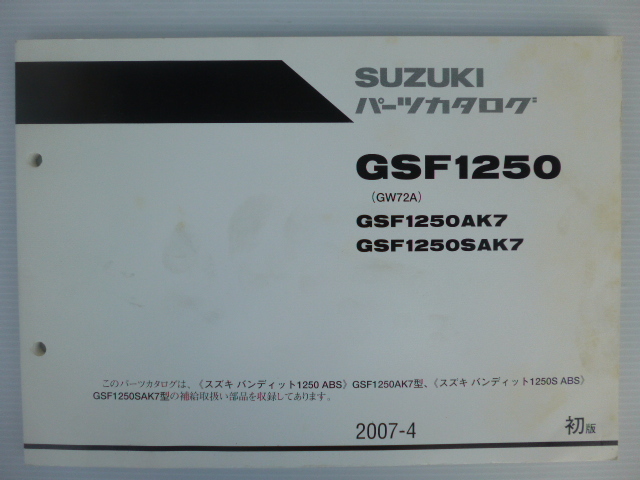 SUZUKI
パーツカタログ
GSF1250
(GW72A)
GSF1250AK7
GSF1250SAK7
このパーツカタログは、《スズキ バンディット1250 ABS》GSF1250AK7型、《スズキ バンディット1250S ABS》
GSF1250SAK7型の補給取扱い部品を収録してあります。
2007-4
初版